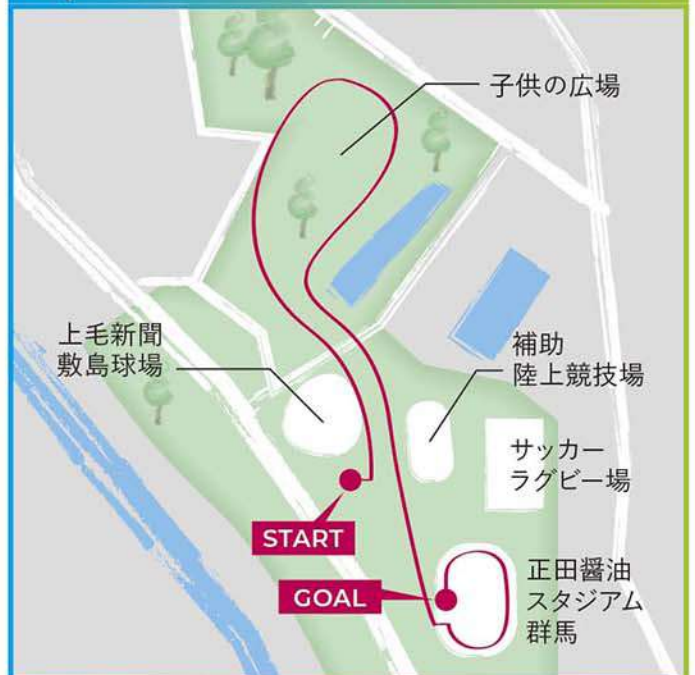 子供の広場
上毛新聞
敷島球場
補助
陸上競技場
サッカー
ラグビー場
START
GOAL
正田醤油
スタジアム
群馬